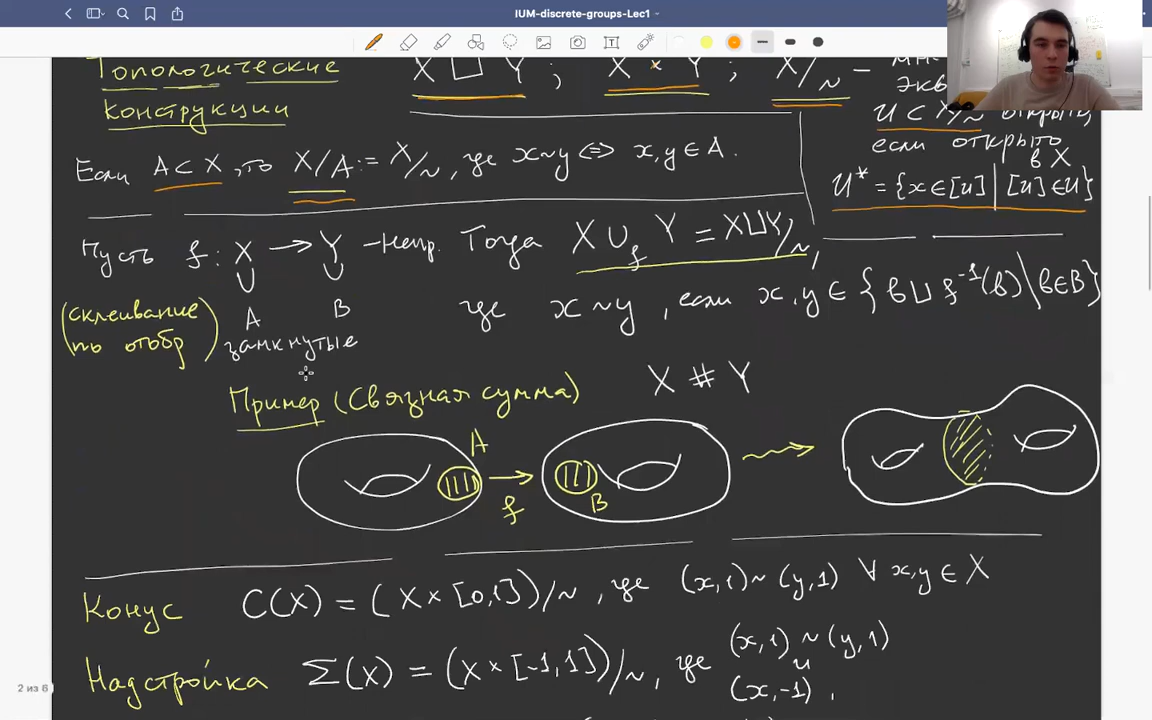 IUM-discrete-groups-Lec1
Топологические конструкции
X ⊔ Y ; X × Y ; X/~ –
U ⊂ X/~ открыто,
если открыто
в X
U* = {x ∈ [u] | [u] ∈ U}
Если A ⊂ X, то X/A := X/~, где x~y ⟺ x,y ∈ A.
Пусть f: X → Y – непр. Тогда X ∪_f Y = X⊔Y/~,
∪ ∪
A B
замкнутые
(склеивание
по отобр)
где x~y, если x,y ∈ { b ⊔ f⁻¹(b) \ b∈B}
Пример (Связная сумма) X # Y
A
f
B
Конус C(X) = (X × [0,1])/~, где (x,1) ~ (y,1) ∀ x,y ∈ X
Надстройка Σ(X) = (X × [-1,1])/~, где (x,1) ~ (y,1)
и
(x,-1)
2 из 6